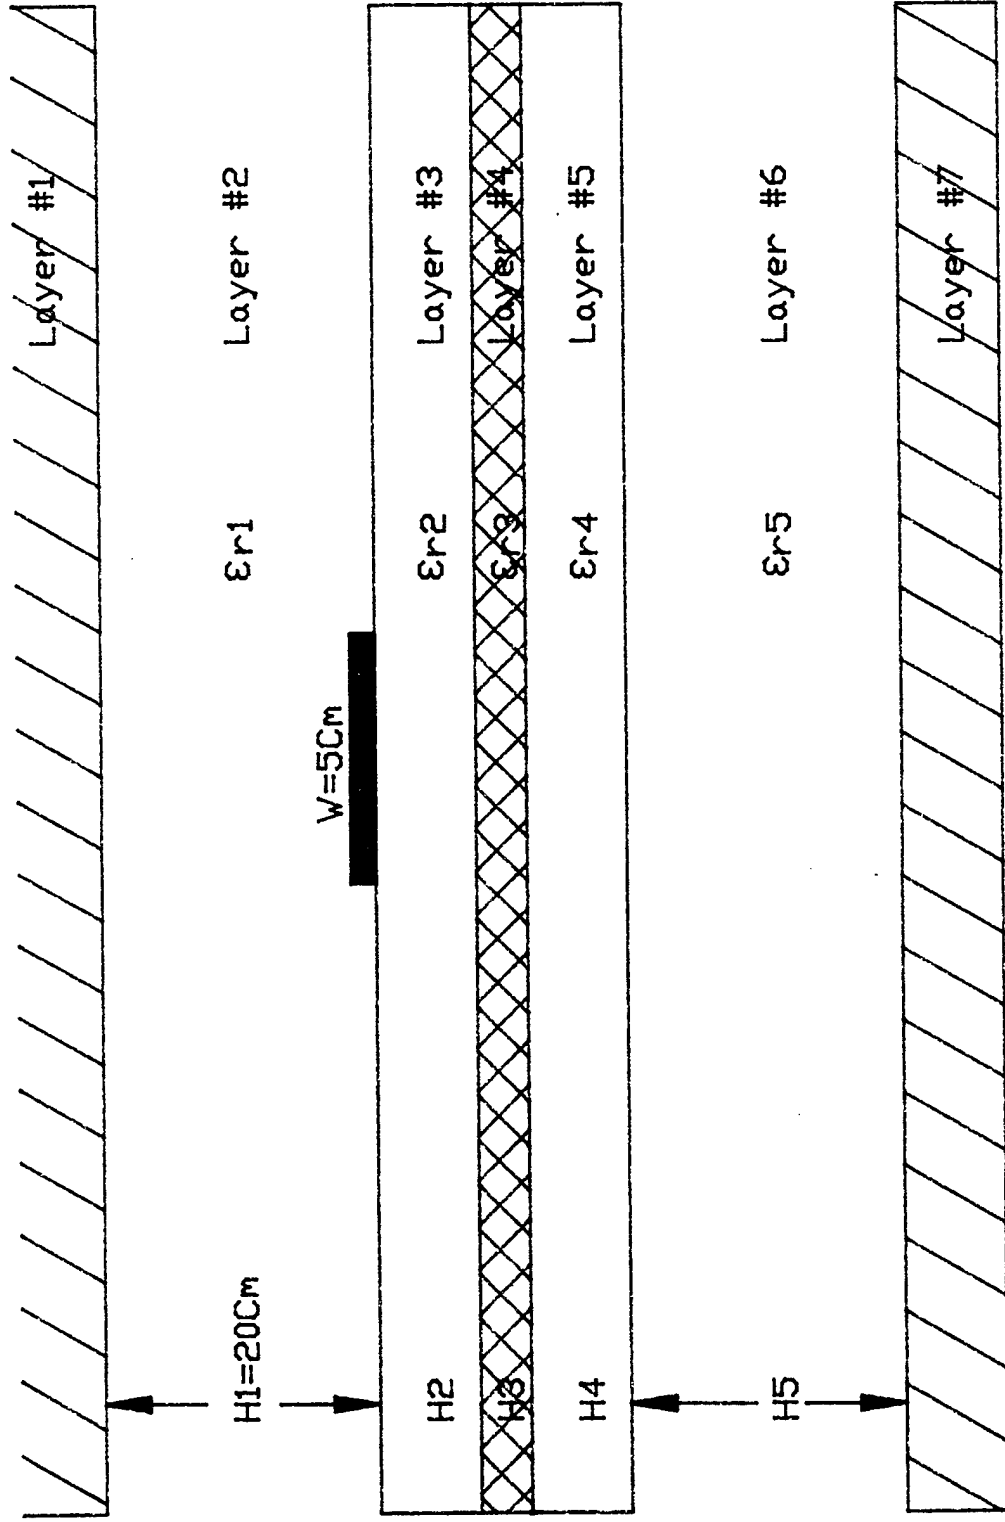 Layer #1
H1=20Cm εr1 Layer #2
W=5Cm
H2 εr2 Layer #3
H3 εr3 Layer #4
H4 εr4 Layer #5
H5 εr5 Layer #6
Layer #7